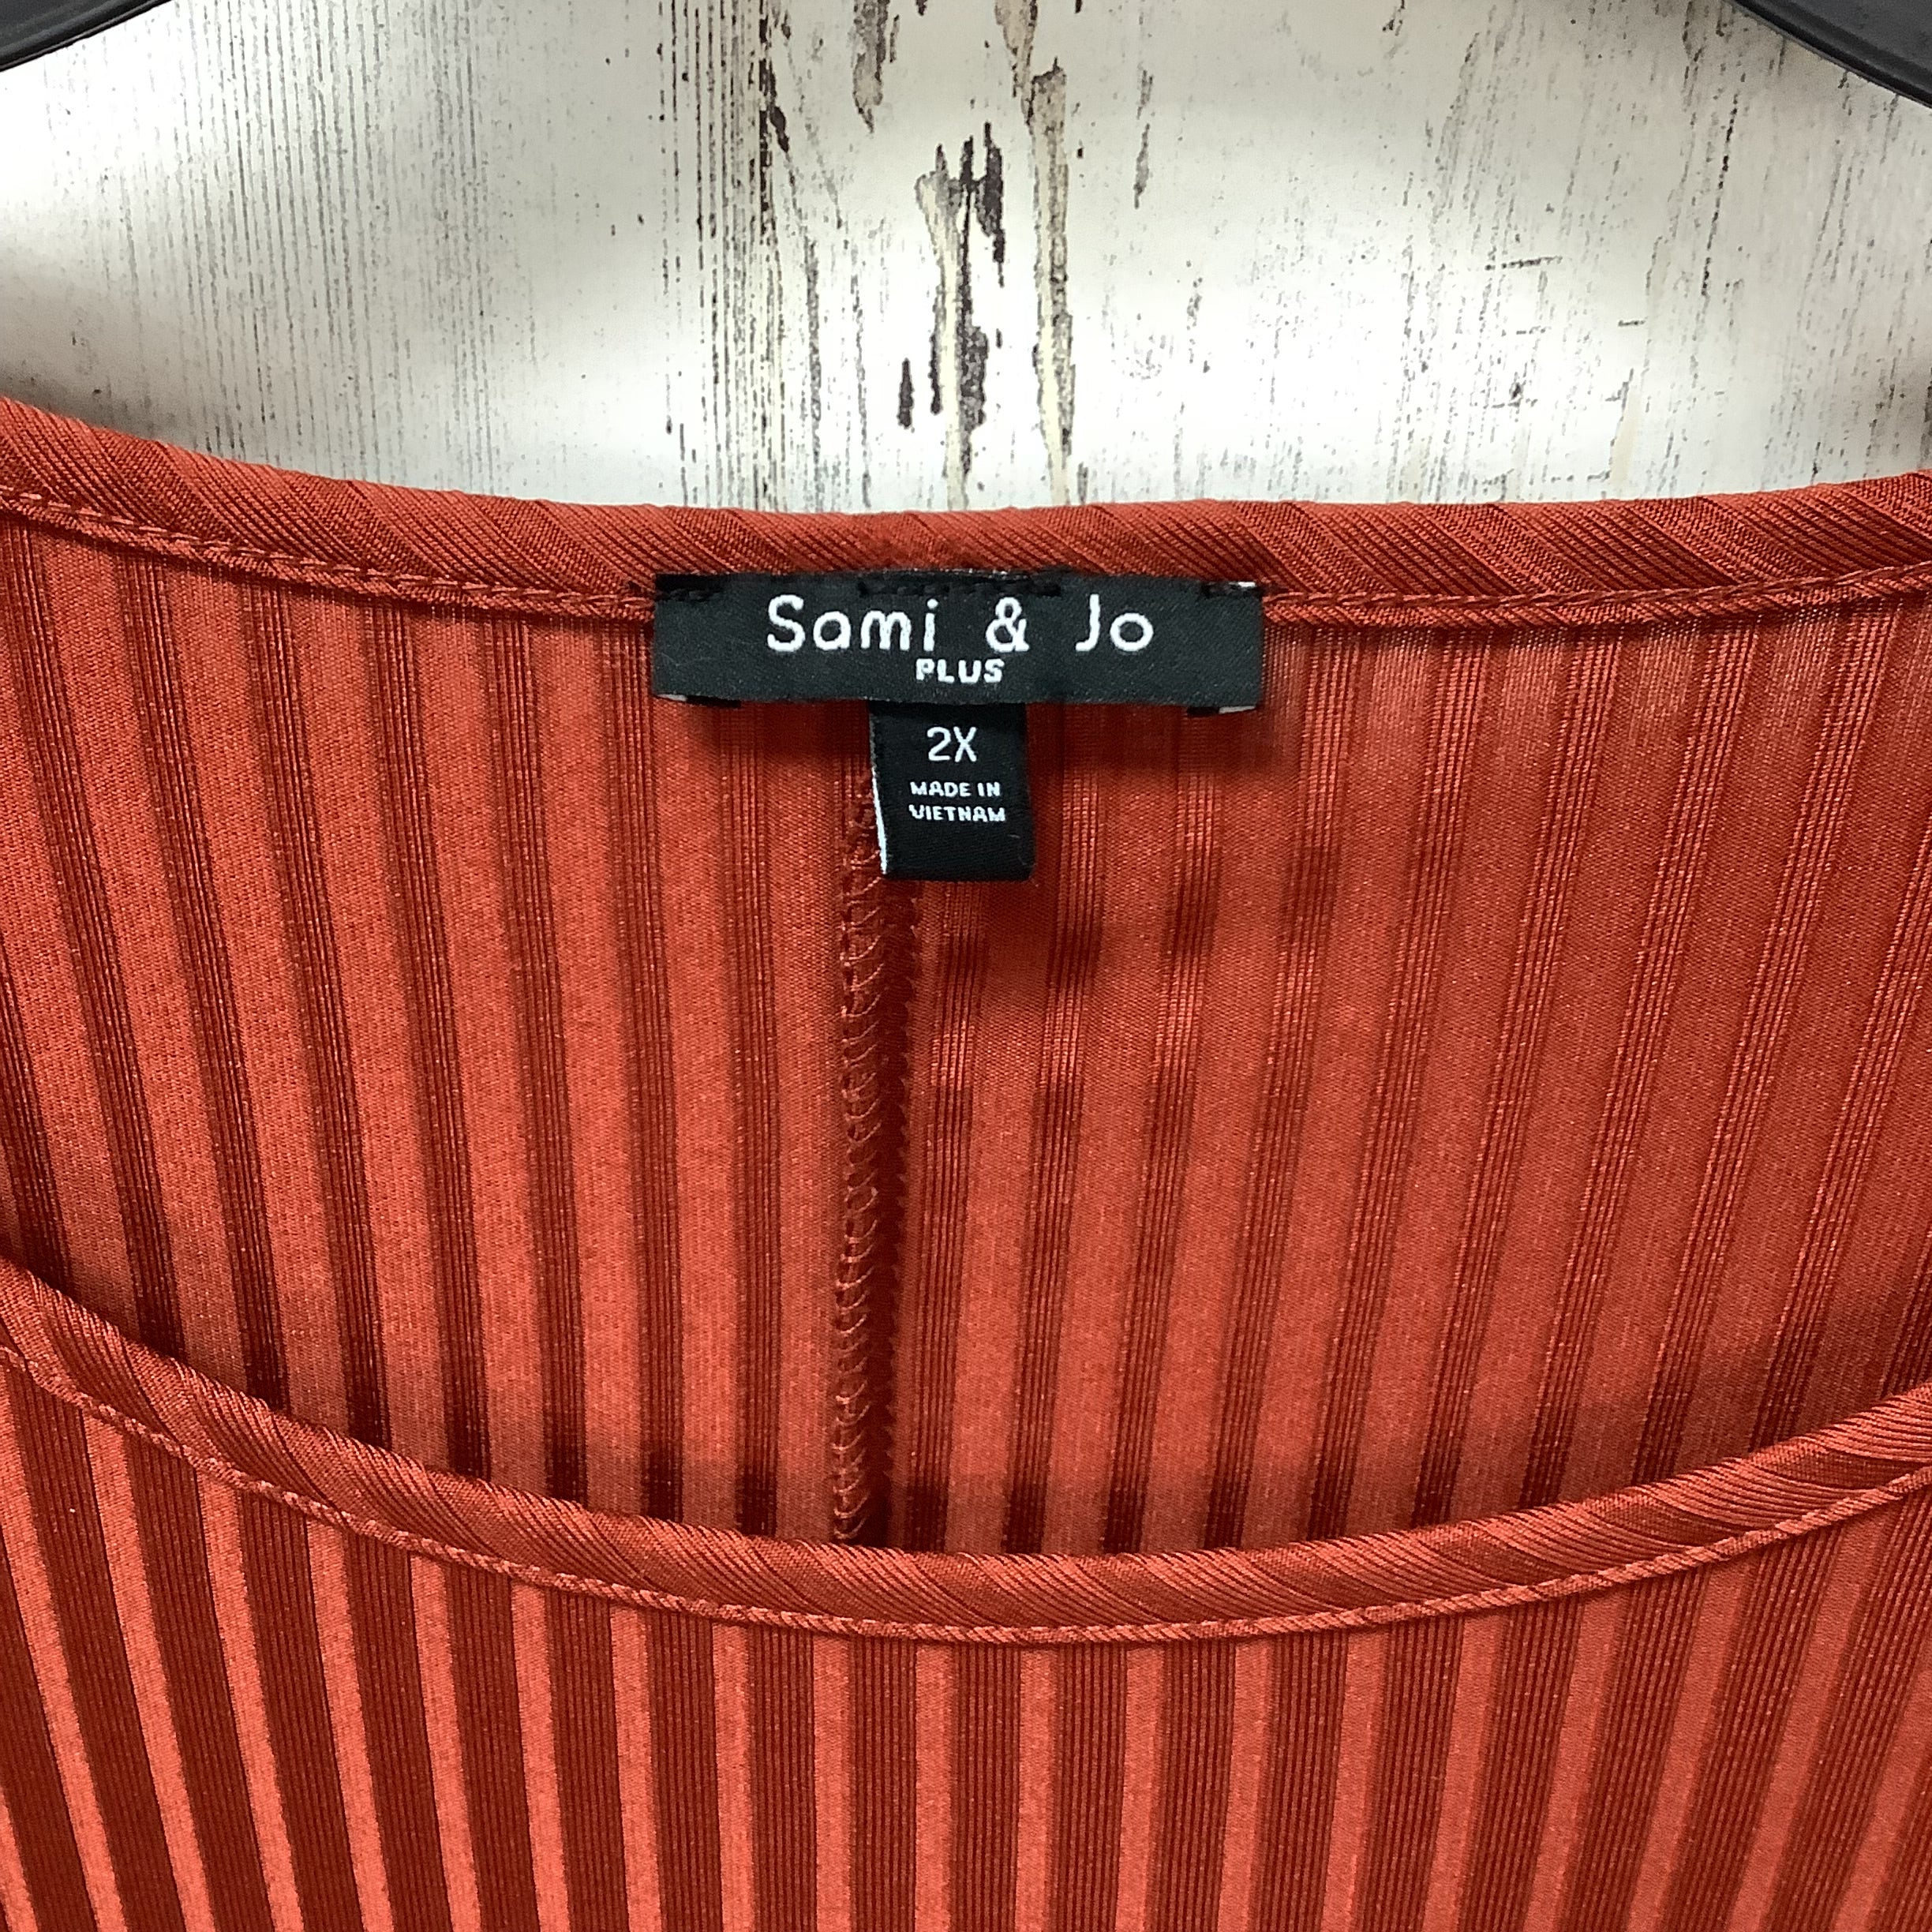 Sami & Jo
PLUS
2X
MADE IN
VIETNAM